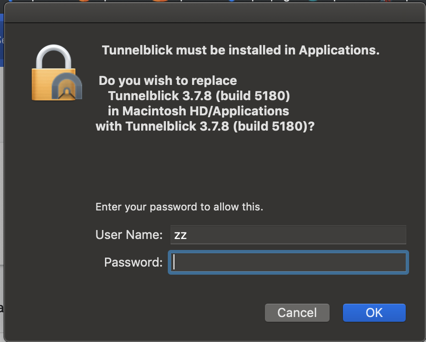 Tunnelblick must be installed in Applications.
Do you wish to replace
Tunnelblick 3.7.8 (build 5180)
in Macintosh HD/Applications
with Tunnelblick 3.7.8 (build 5180)?
Enter your password to allow this.
User Name: zz
Password:
Cancel OK